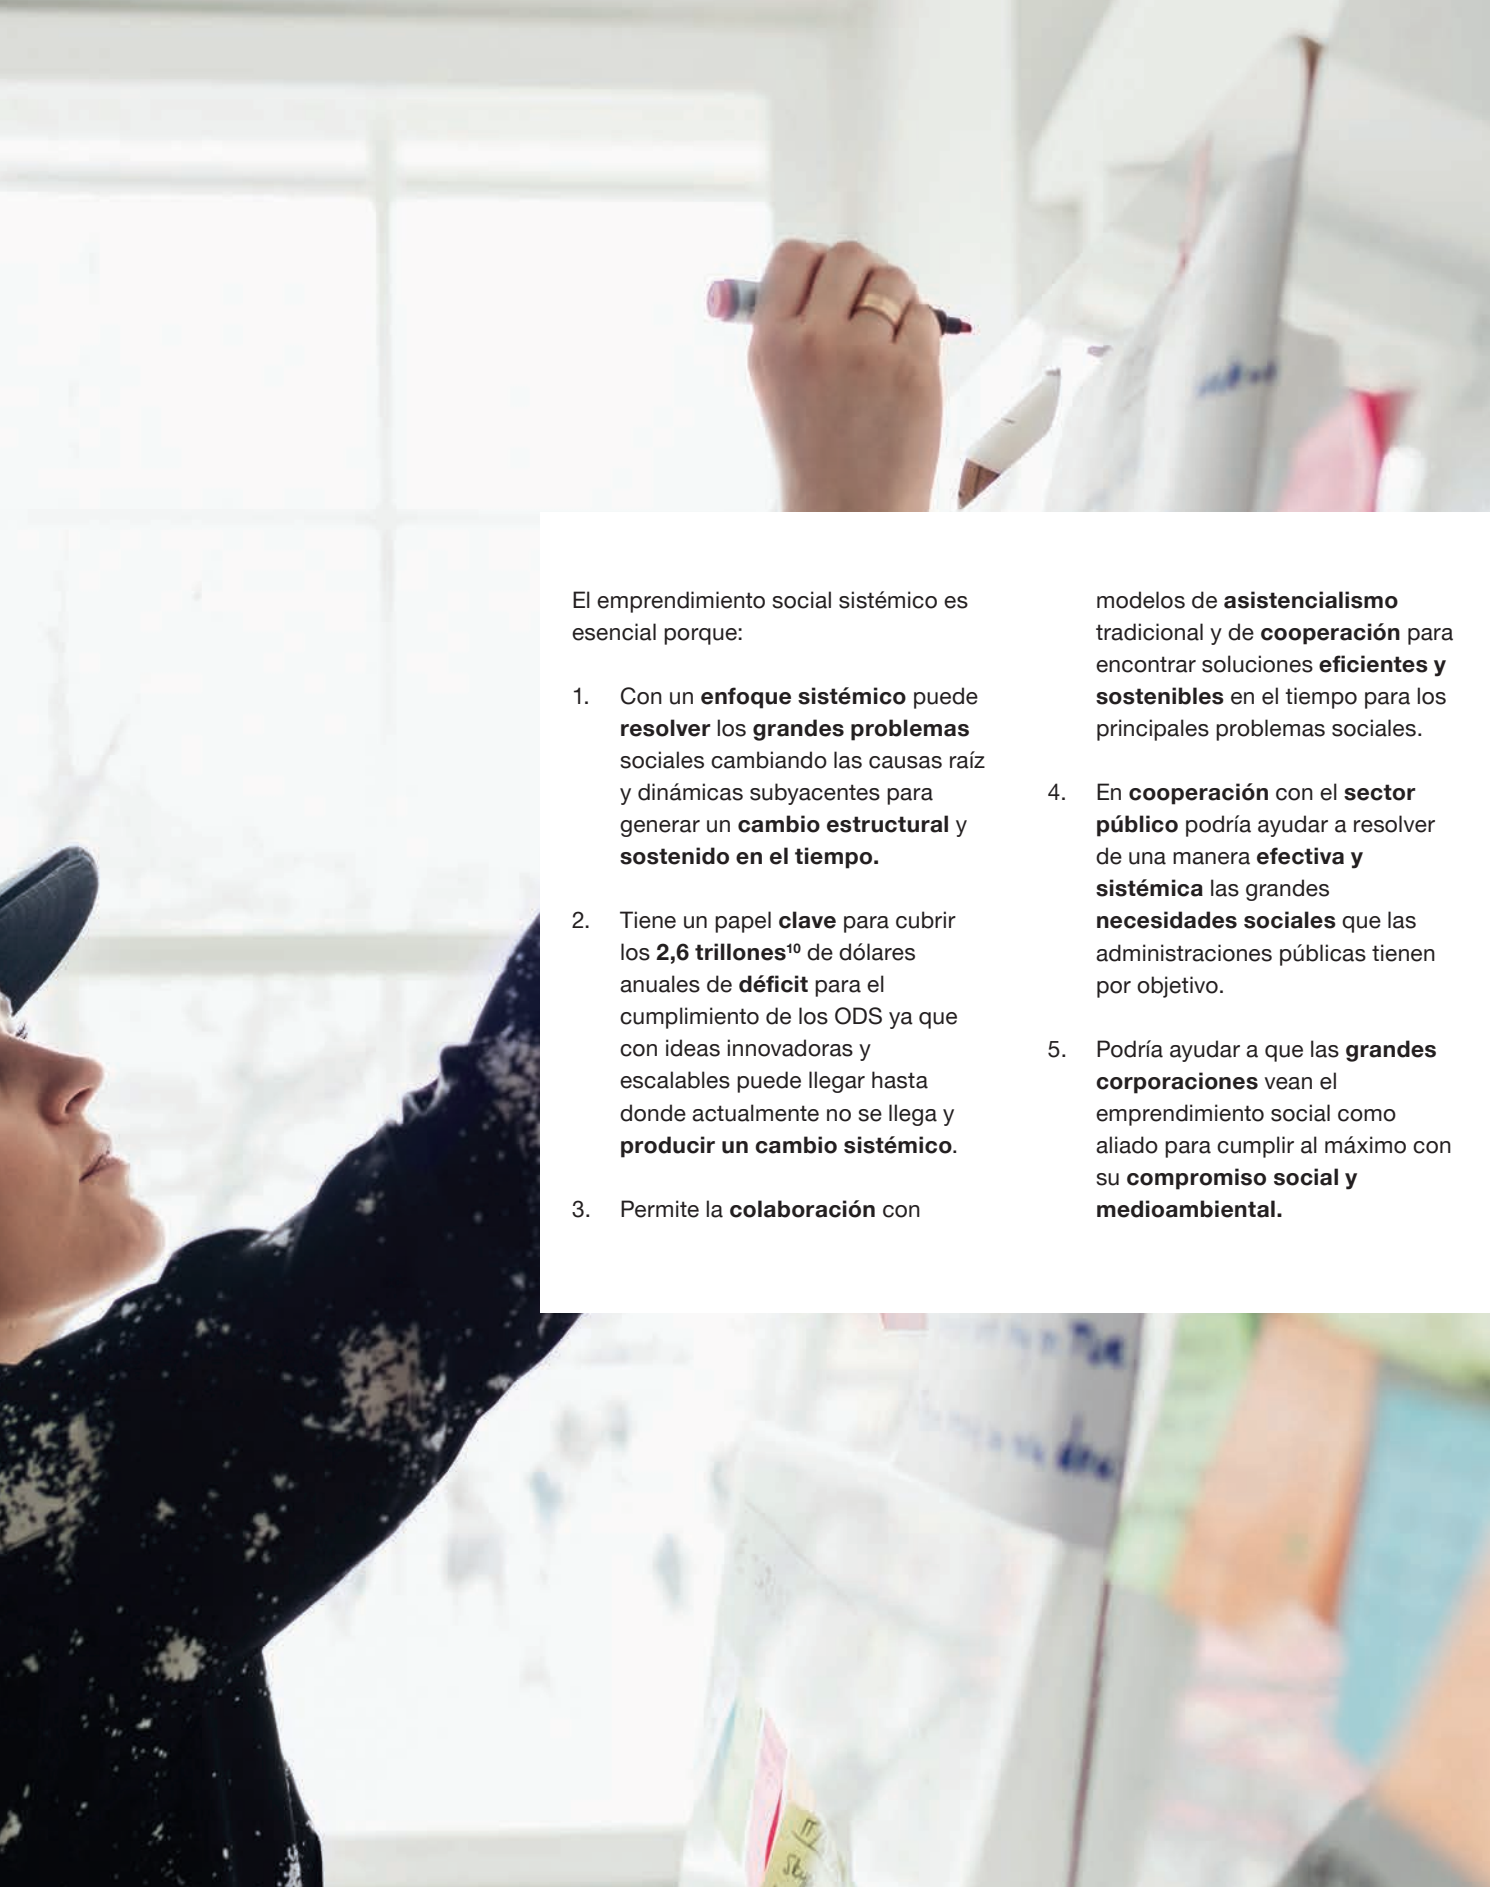 El emprendimiento social sistémico es
esencial porque:
1. Con un enfoque sistémico puede
resolver los grandes problemas
sociales cambiando las causas raíz
y dinámicas subyacentes para
generar un cambio estructural y
sostenido en el tiempo.
2. Tiene un papel clave para cubrir
los 2,6 trillones¹⁰ de dólares
anuales de déficit para el
cumplimiento de los ODS ya que
con ideas innovadoras y
escalables puede llegar hasta
donde actualmente no se llega y
producir un cambio sistémico.
3. Permite la colaboración con
modelos de asistencialismo
tradicional y de cooperación para
encontrar soluciones eficientes y
sostenibles en el tiempo para los
principales problemas sociales.
4. En cooperación con el sector
público podría ayudar a resolver
de una manera efectiva y
sistémica las grandes
necesidades sociales que las
administraciones públicas tienen
por objetivo.
5. Podría ayudar a que las grandes
corporaciones vean el
emprendimiento social como
aliado para cumplir al máximo con
su compromiso social y
medioambiental.